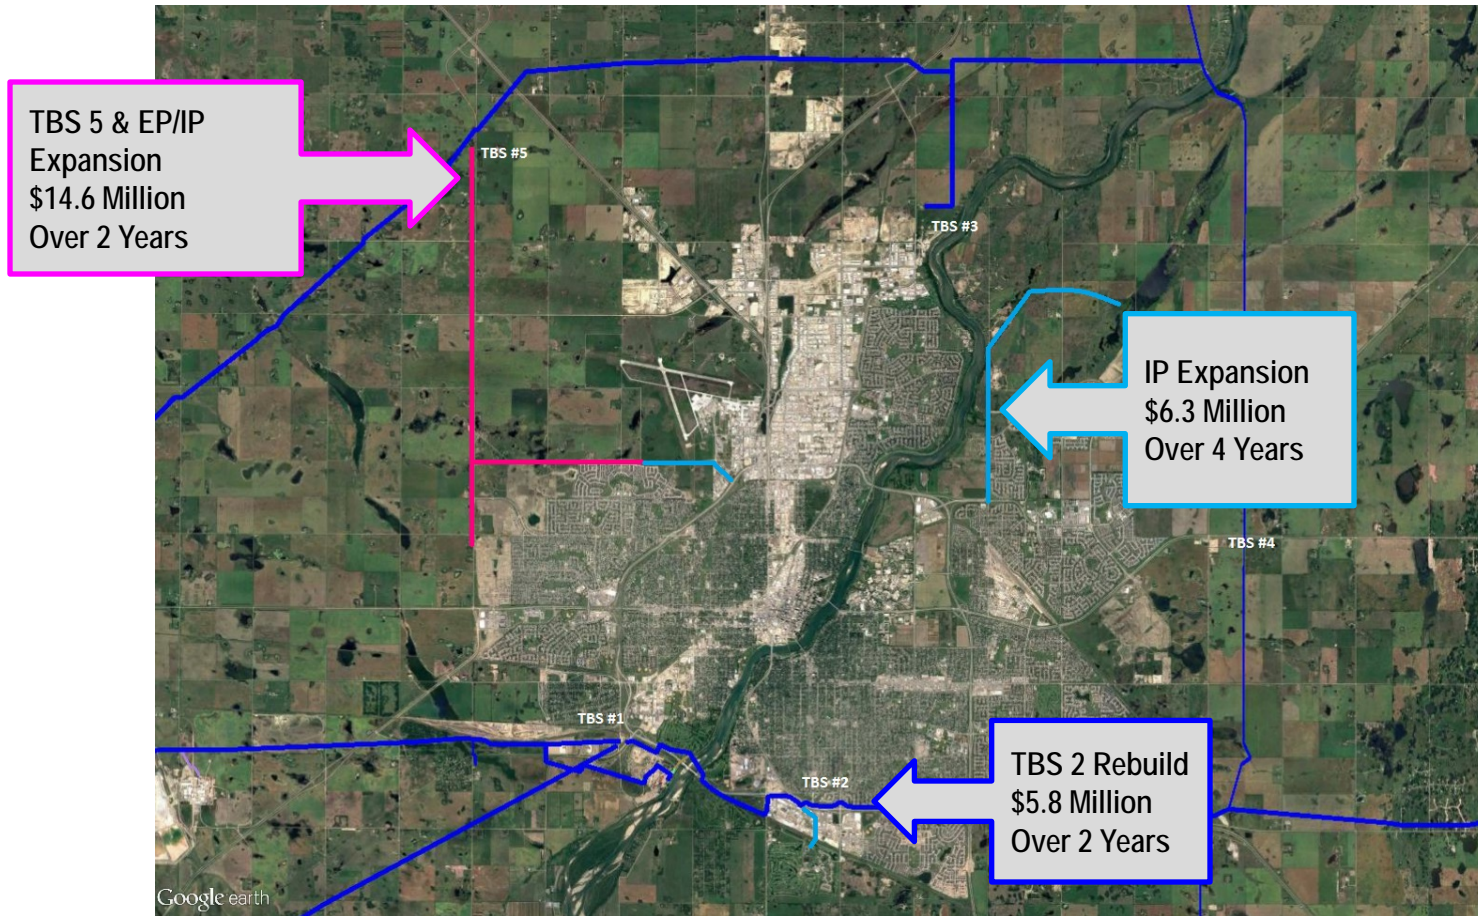 TBS 5 & EP/IP
Expansion
$14.6 Million
Over 2 Years
TBS #5
TBS #3
IP Expansion
$6.3 Million
Over 4 Years
TBS #4
TBS #1
TBS #2
TBS 2 Rebuild
$5.8 Million
Over 2 Years
Google earth